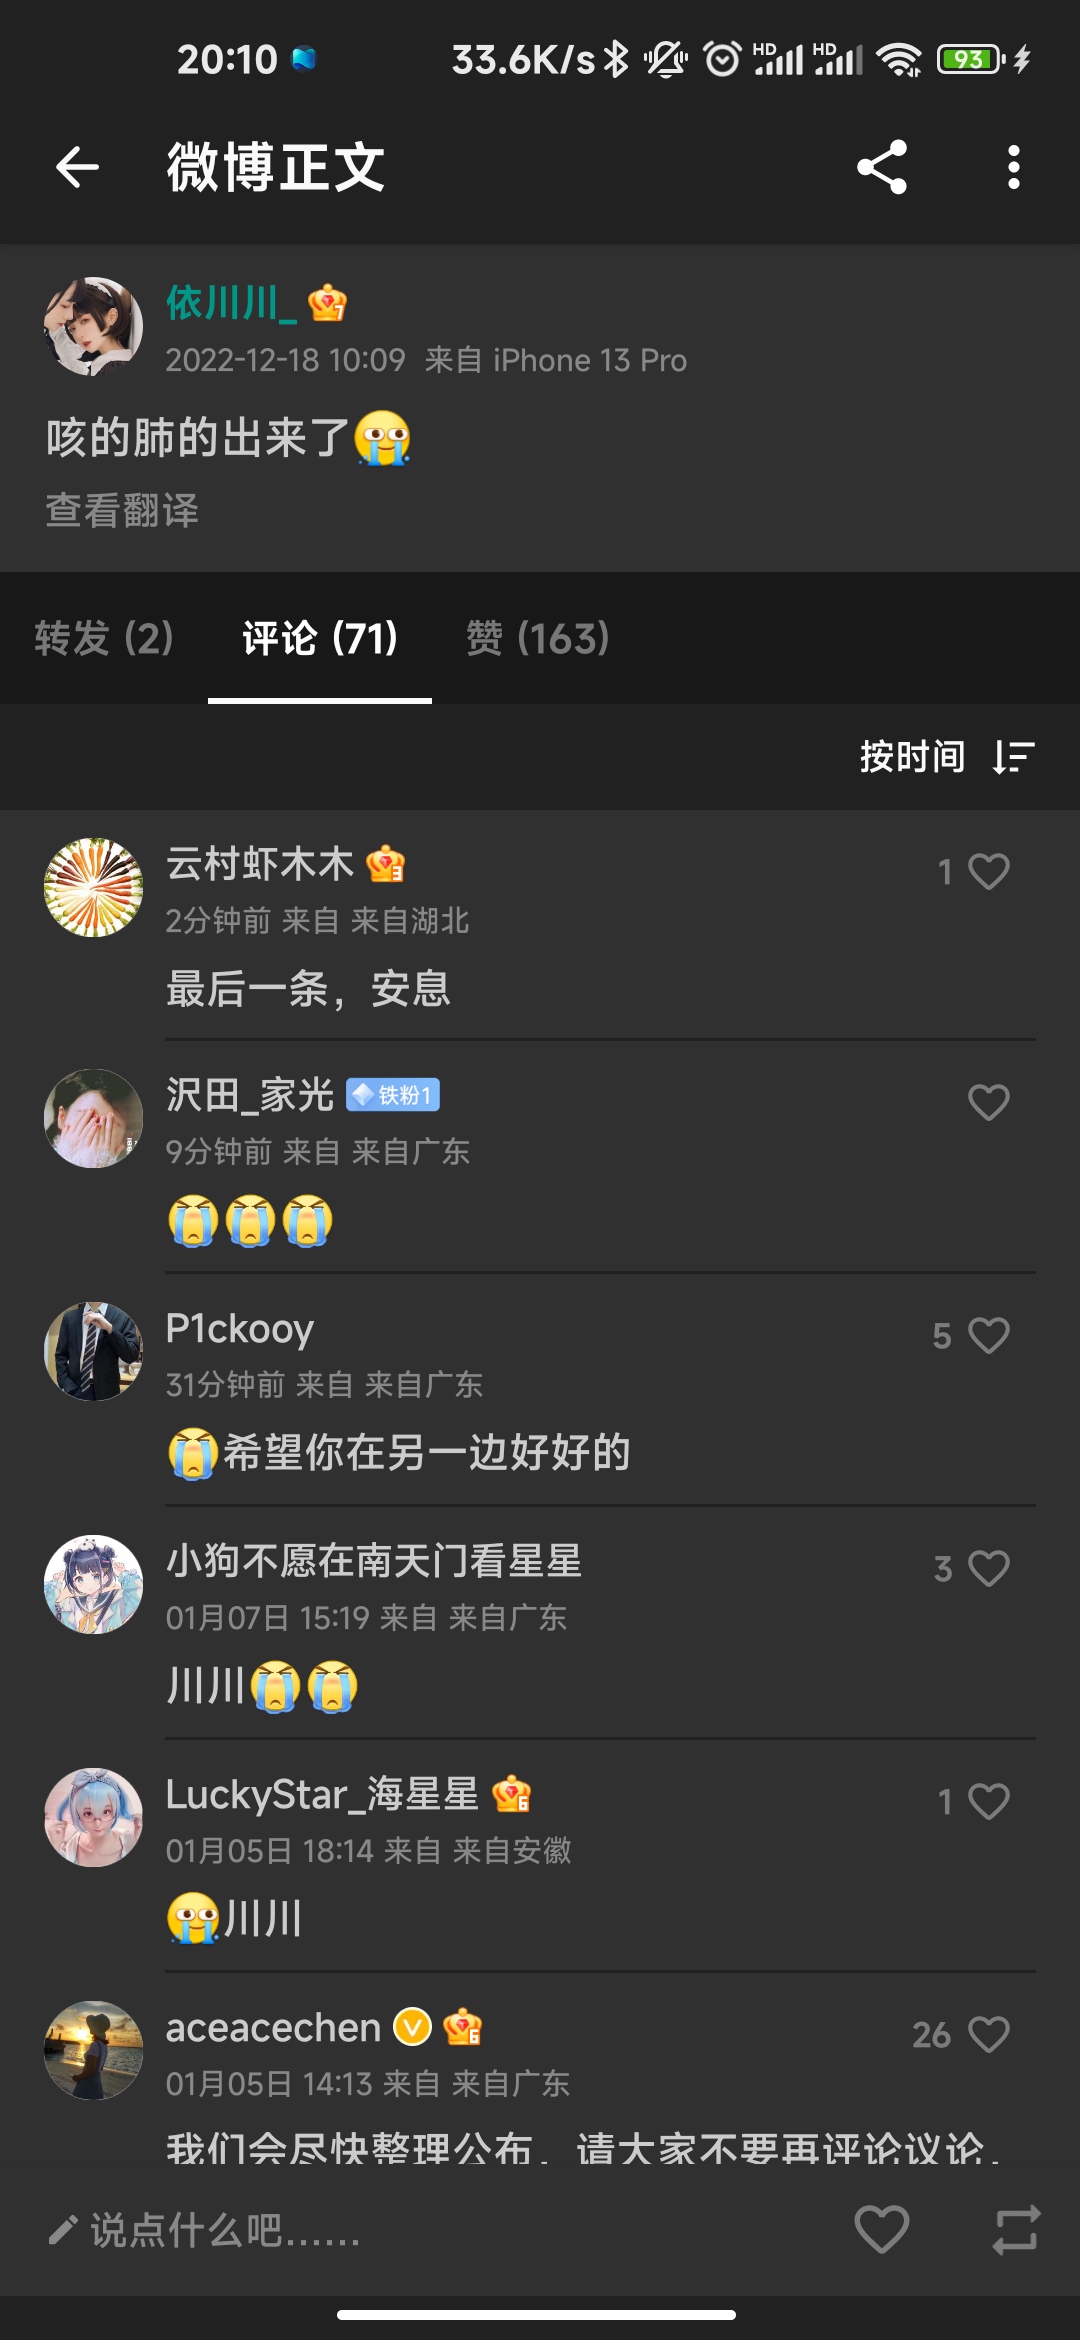 20:10 33.6K/s HD HD 93
微博正文
依川川_ 7
2022-12-18 10:09 来自 iPhone 13 Pro
咳的肺的出来了
查看翻译
转发 (2) 评论 (71) 赞 (163)
按时间
云村虾木木 3 1
2分钟前 来自 来自湖北
最后一条，安息
沢田_家光 铁粉1
9分钟前 来自 来自广东
P1ckooy 5
31分钟前 来自 来自广东
希望你在另一边好好的
小狗不愿在南天门看星星 3
01月07日 15:19 来自 来自广东
川川
LuckyStar_海星星 6 1
01月05日 18:14 来自 来自安徽
川川
aceacechen V 6 26
01月05日 14:13 来自 来自广东
我们会尽快整理公布，请大家不要再评论议论，
说点什么吧......